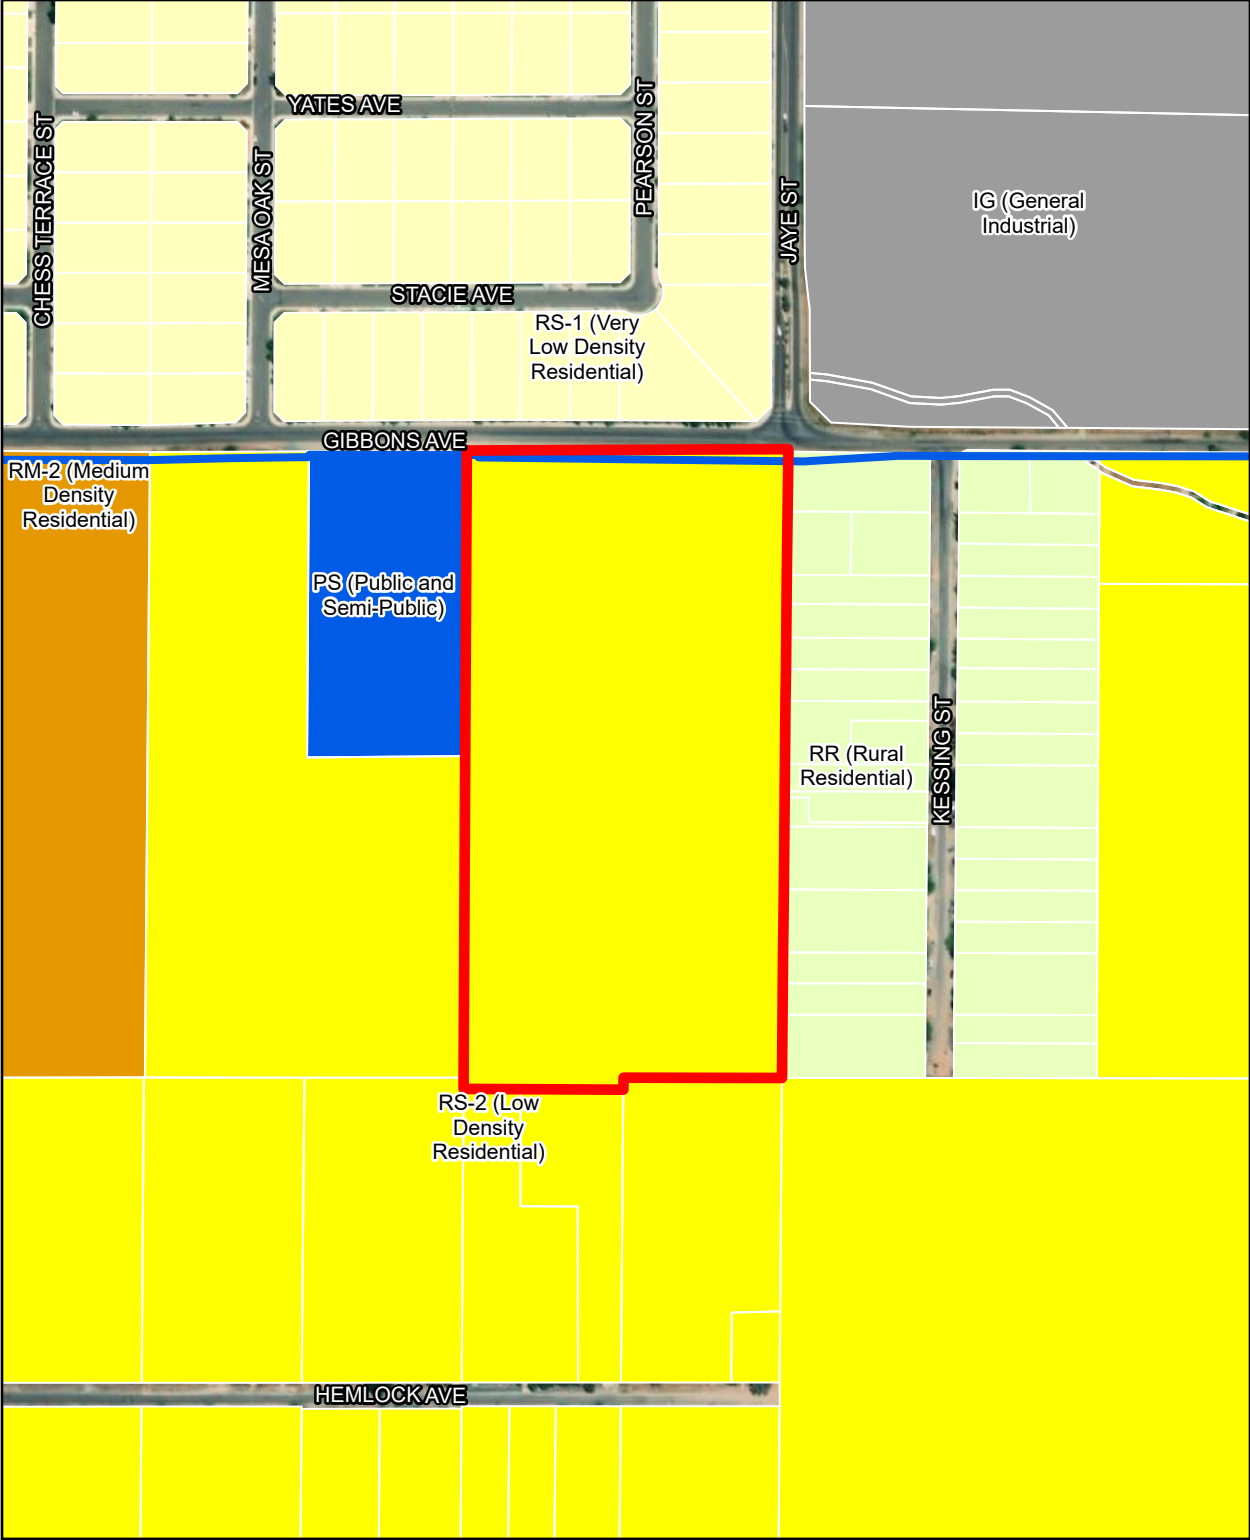 YATES AVE
PEARSON ST
CHESS TERRACE ST
MESA OAK ST
JAYE ST
IG (General
Industrial)
STACIE AVE
RS-1 (Very
Low Density
Residential)
GIBBONS AVE
RM-2 (Medium
Density
Residential)
PS (Public and
Semi-Public)
RR (Rural
Residential)
KESSING ST
RS-2 (Low
Density
Residential)
HEMLOCK AVE